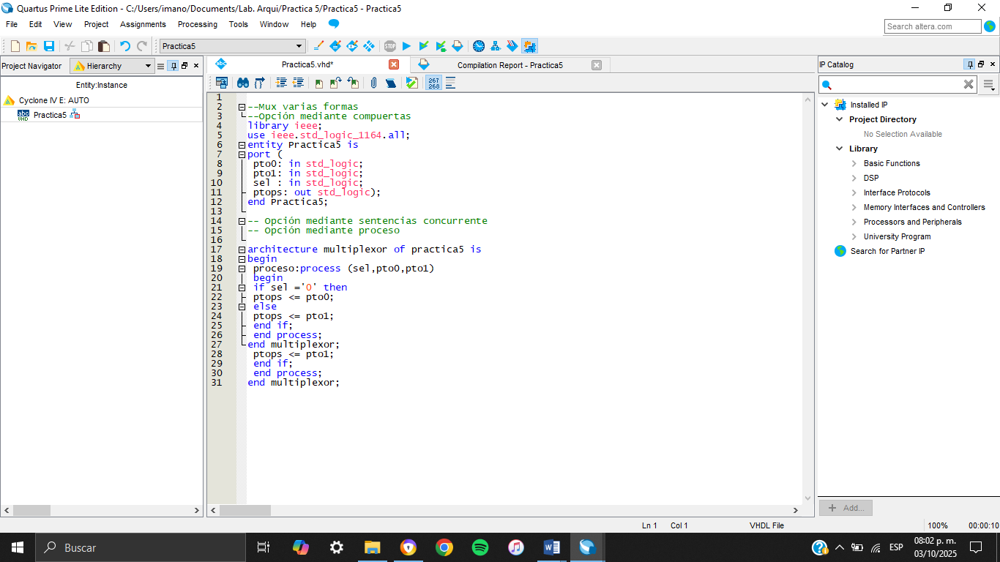 Quartus Prime Lite Edition - C:/Users/imano/Documents/Lab. Arqui/Practica 5/Practica5 - Practica5
File Edit View Project Assignments Processing Tools Window Help
Search altera.com
Practica5
STOP
Project Navigator
Hierarchy
Entity:Instance
Cyclone IV E: AUTO
abc VHD Practica5
abc Practica5.vhd*
Compilation Report - Practica5
267
268
1
2 --Mux varias formas
3 --Opción mediante compuertas
4 library ieee;
5 use ieee.std_logic_1164.all;
6 entity Practica5 is
7 port (
8 pto0: in std_logic;
9 pto1: in std_logic;
10 sel : in std_logic;
11 ptops: out std_logic);
12 end Practica5;
13
14 -- Opción mediante sentencias concurrente
15 -- Opción mediante proceso
16
17 architecture multiplexor of practica5 is
18 begin
19 proceso:process (sel,pto0,pto1)
20 begin
21 if sel ='0' then
22 ptops <= pto0;
23 else
24 ptops <= pto1;
25 end if;
26 end process;
27 end multiplexor;
28 ptops <= pto1;
29 end if;
30 end process;
31 end multiplexor;
IP Catalog
Installed IP
Project Directory
No Selection Available
Library
Basic Functions
DSP
Interface Protocols
Memory Interfaces and Controllers
Processors and Peripherals
University Program
Search for Partner IP
+ Add...
Ln 1 Col 1 VHDL File 100% 00:00:10
Buscar
ESP
08:02 p. m.
03/10/2025